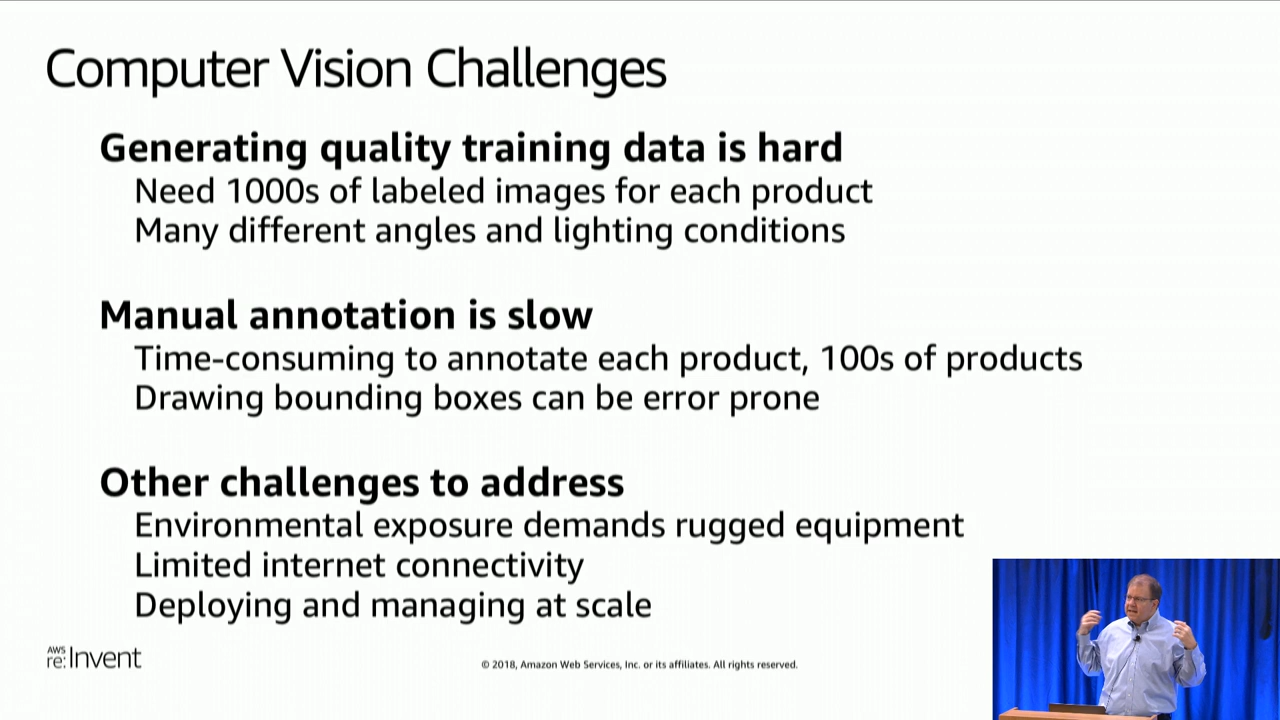 Computer Vision Challenges
Generating quality training data is hard
Need 1000s of labeled images for each product
Many different angles and lighting conditions
Manual annotation is slow
Time-consuming to annotate each product, 100s of products
Drawing bounding boxes can be error prone
Other challenges to address
Environmental exposure demands rugged equipment
Limited internet connectivity
Deploying and managing at scale
AWS
re:Invent
© 2018, Amazon Web Services, Inc. or its affiliates. All rights reserved.